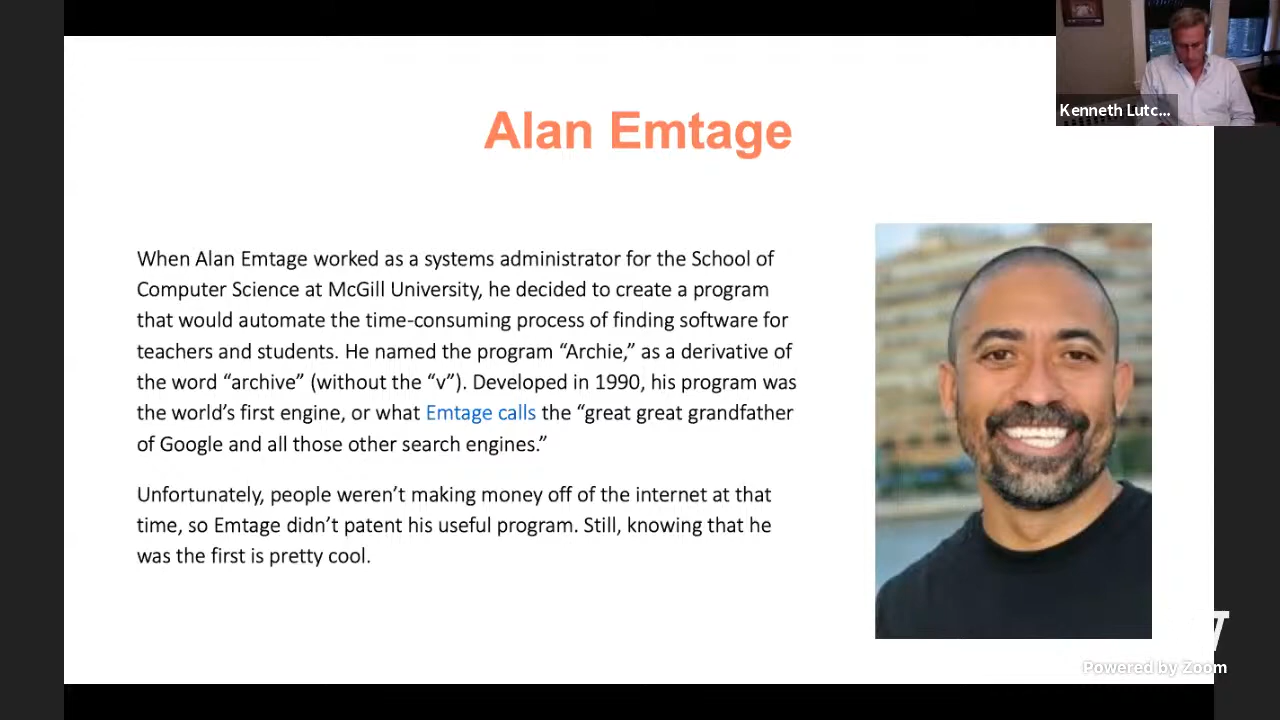 Kenneth Lutc...
Alan Emtage
When Alan Emtage worked as a systems administrator for the School of
Computer Science at McGill University, he decided to create a program
that would automate the time-consuming process of finding software for
teachers and students. He named the program “Archie,” as a derivative of
the word “archive” (without the “v”). Developed in 1990, his program was
the world’s first engine, or what Emtage calls the “great great grandfather
of Google and all those other search engines.”
Unfortunately, people weren’t making money off of the internet at that
time, so Emtage didn’t patent his useful program. Still, knowing that he
was the first is pretty cool.
Powered by Zoom